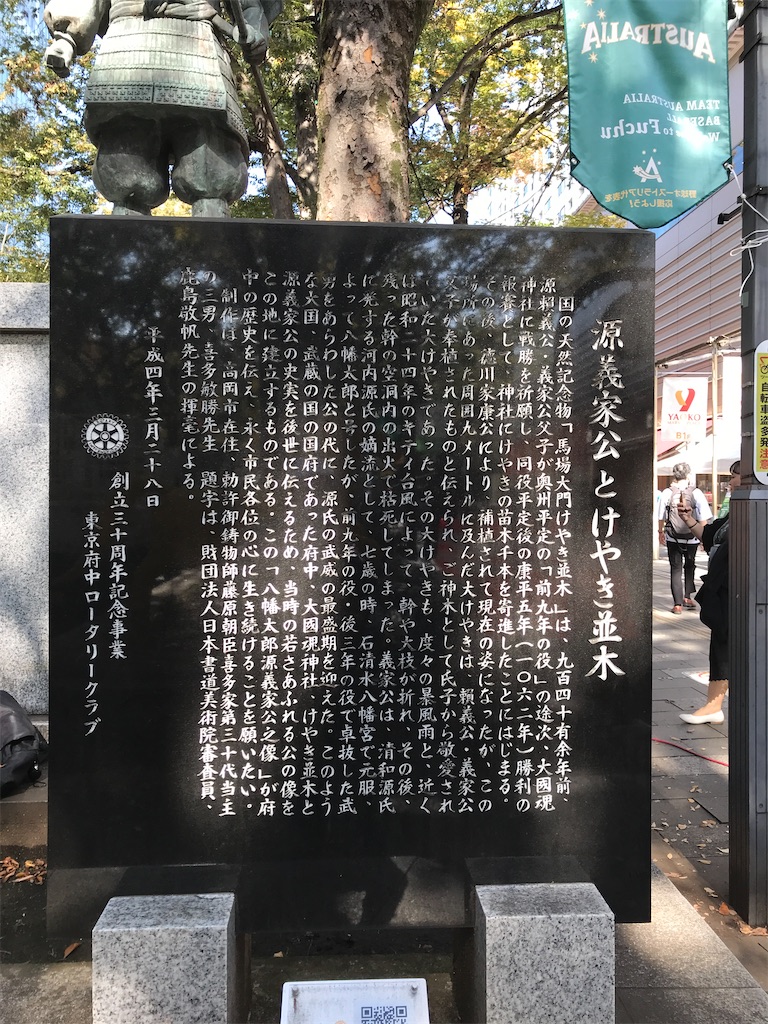 源義家公とけやき並木
国の天然記念物「馬場大門けやき並木」は、九百四十有余年前、
源頼義公・義家公父子が奥州平定の「前九年の役」の途次、大國魂
神社に戦勝を祈願し、同役平定後の康平五年(一〇六二年)勝利の
報賽として、神社にけやきの苗木千本を寄進したことにはじまる。
その後、徳川家康公により、補植されて現在の姿になったが、この
場所にあった周囲九メートルに及んだ大けやきは、頼義公・義家公
父子が奉植されたものと伝えられ、ご神木として氏子から敬愛され
ていた大けやきであった。その大けやきも、度々の暴風雨と、近く
は昭和二十四年のキティ台風によって、幹や大枝が折れ、その後、
残った幹の空洞内の出火で枯死してしまった。義家公は、清和源氏
に発する河内源氏の嫡流として、七歳の時、石清水八幡宮で元服、
よって八幡太郎と号したが、前九年の役・後三年の役で卓抜した武
勇をあらわした公の代に、源氏の武威の最盛期を迎えた。このよう
な大国、武蔵の国の国府であった府中、大國魂神社、けやき並木と
源義家公の史実を後世に伝えるため、当時の若さあふれる公の像を
この地に建立するものである。この「八幡太郎源義家公之像」が府
中の歴史を伝え、永く市民各位の心に生き続けることを願いたい。
制作は、高岡市在住、勅許御鋳物師藤原朝臣喜多家第三十代当主
の三男、喜多敏勝先生 題字は、財団法人日本書道美術院審査員、
鹿島敬帆先生の揮毫による。
平成四年三月二十八日
創立三十周年記念事業
東京府中ロータリークラブ
AUSTRALIA
TEAM AUSTRALIA
BASEBALL
to Fuchu
野球オーストラリア代表を
応援しよう!
YAOKO
B1
自転車盗多発注意